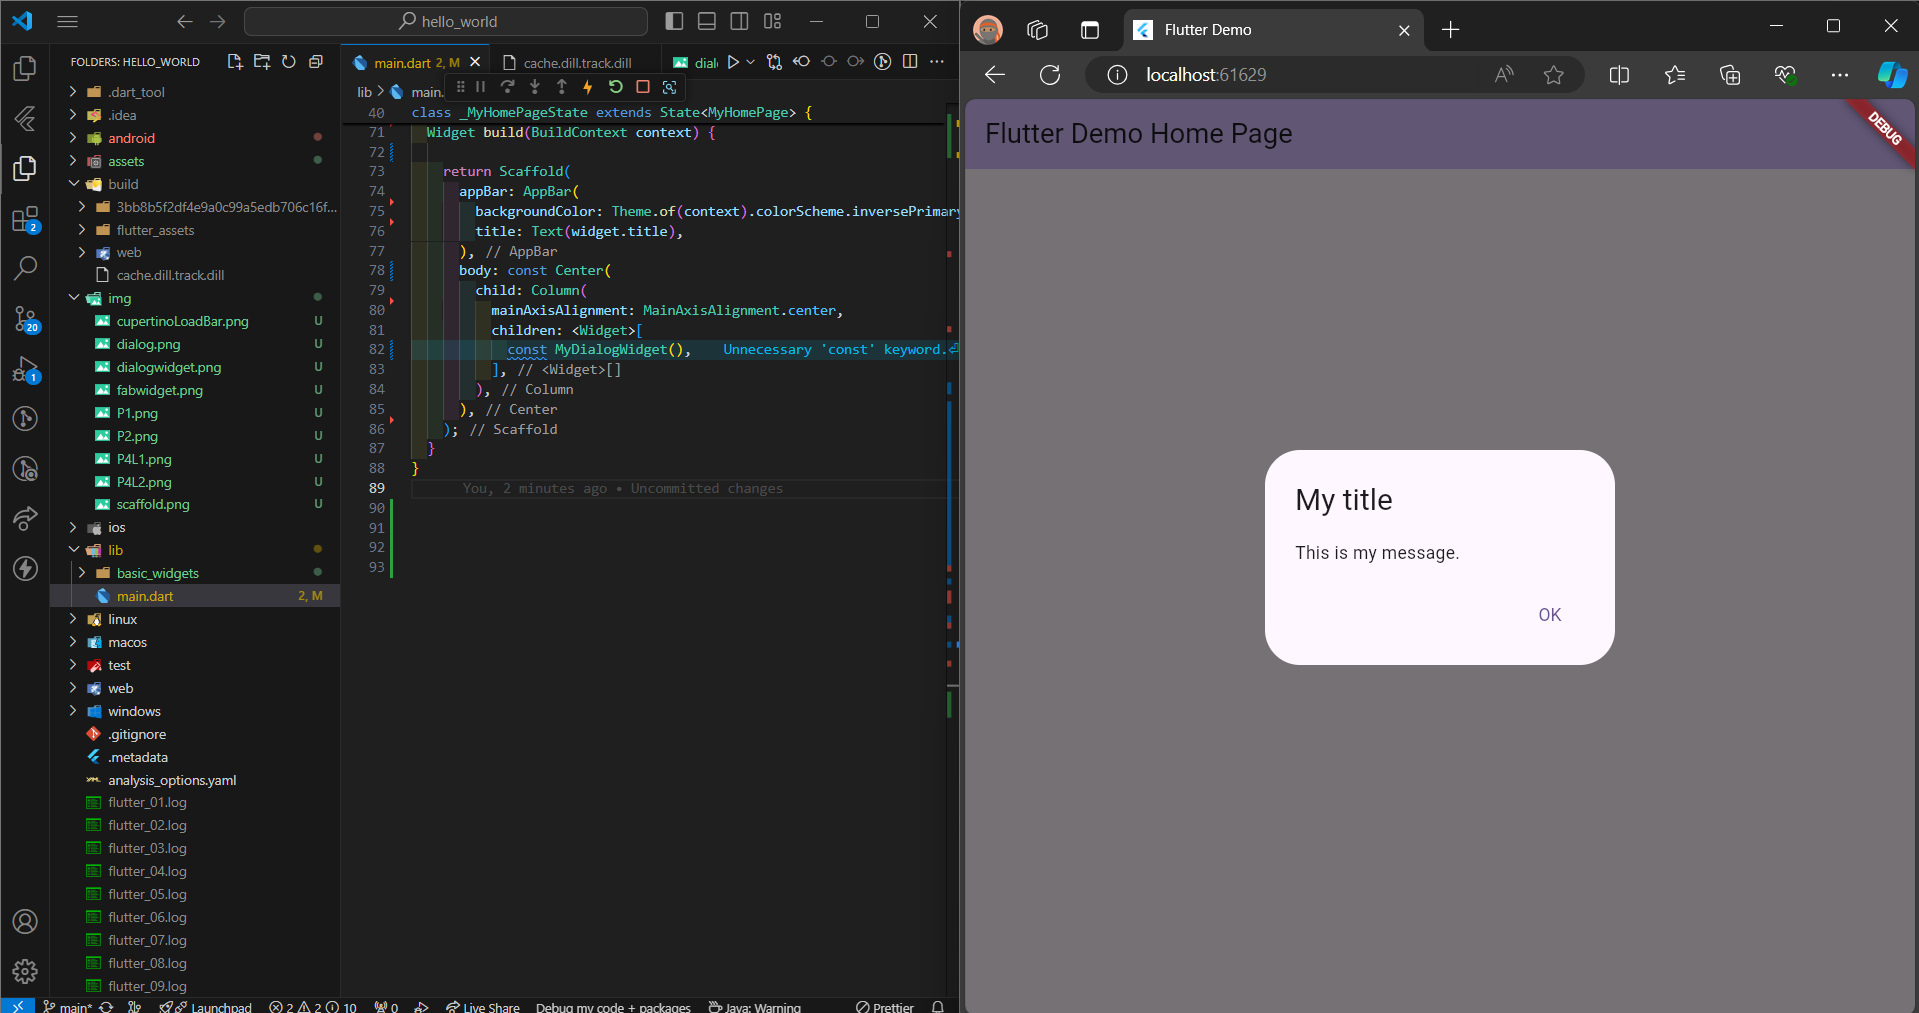 hello_world
FOLDERS: HELLO_WORLD
.dart_tool
.idea
android
assets
build
3bb8b5f2df4e9a0c99a5edb706c16f...
flutter_assets
web
cache.dill.track.dill
img
cupertinoLoadBar.png U
dialog.png U
dialogwidget.png U
fabwidget.png U
P1.png U
P2.png U
P4L1.png U
P4L2.png U
scaffold.png U
ios
lib
basic_widgets
main.dart 2, M
linux
macos
test
web
windows
.gitignore
.metadata
analysis_options.yaml
flutter_01.log
flutter_02.log
flutter_03.log
flutter_04.log
flutter_05.log
flutter_06.log
flutter_07.log
flutter_08.log
flutter_09.log
2
20
1
main.dart 2, M
cache.dill.track.dill
dial
lib > main.
40 class _MyHomePageState extends State<MyHomePage> {
71 Widget build(BuildContext context) {
72
73 return Scaffold(
74 appBar: AppBar(
75 backgroundColor: Theme.of(context).colorScheme.inversePrimary
76 title: Text(widget.title),
77 ), // AppBar
78 body: const Center(
79 child: Column(
80 mainAxisAlignment: MainAxisAlignment.center,
81 children: <Widget>[
82 const MyDialogWidget(), Unnecessary 'const' keyword.
83 ], // <Widget>[]
84 ), // Column
85 ), // Center
86 ); // Scaffold
87 }
88 }
89 You, 2 minutes ago • Uncommitted changes
90
91
92
93
main* Launchpad 2 2 10 0 Live Share Debug my code + packages Java: Warning Prettier
Flutter Demo
localhost:61629
Flutter Demo Home Page
DEBUG
My title
This is my message.
OK